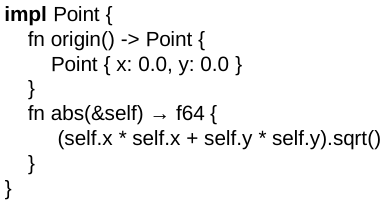 impl Point {
    fn origin() -> Point {
        Point { x: 0.0, y: 0.0 }
    }
    fn abs(&self) → f64 {
        (self.x * self.x + self.y * self.y).sqrt()
    }
}